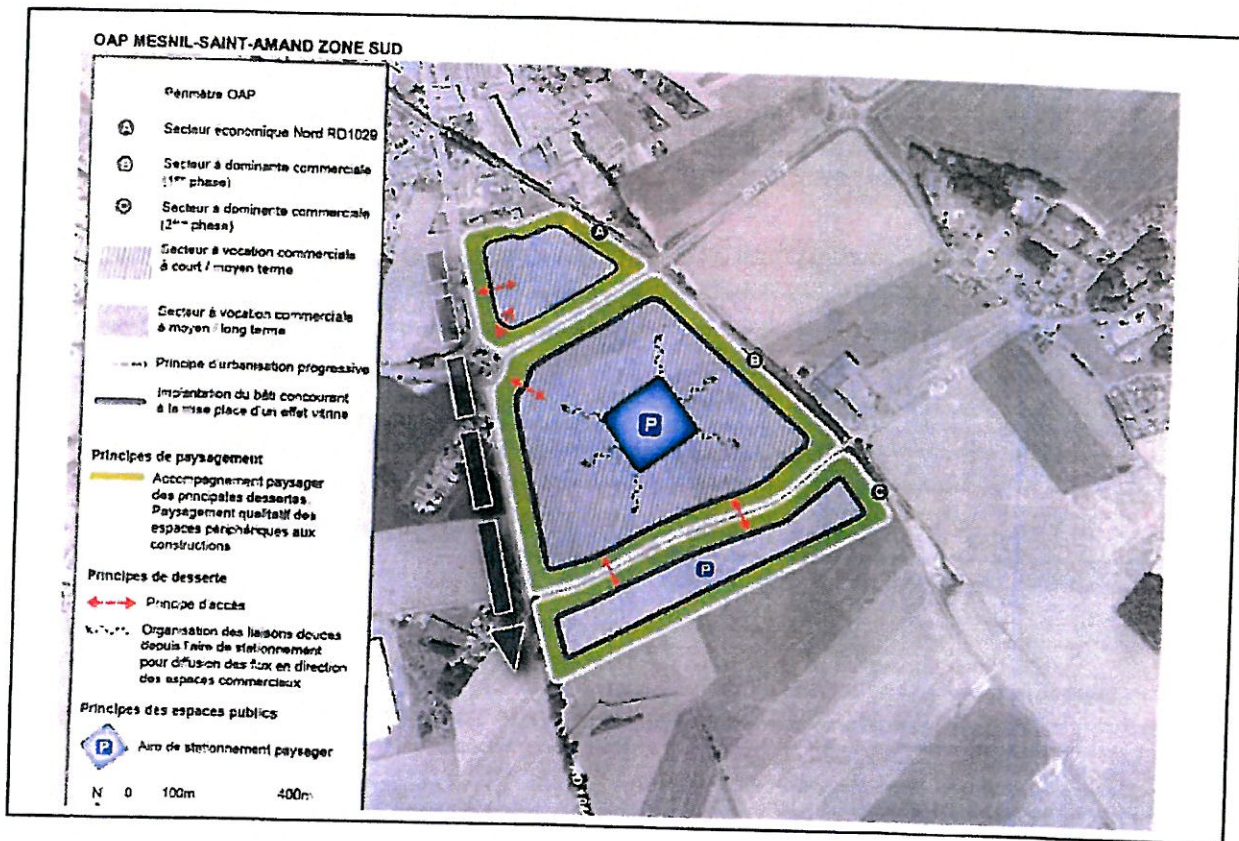 OAP MESNIL-SAINT-AMAND ZONE SUD
Périmètre OAP
A Secteur économique Nord RD1029
Secteur à dominante commerciale
(1ère phase)
Secteur à dominente commerciale
(2ème phase)
Secteur à vocation commerciale
à court / moyen terme
Secteur à vocation commerciale
à moyen / long terme
Principe d'urbanisation progressive
Implantation du bâti concourant
à la mise place d'un effet vitrine
Principes de paysagement
Accompagnement paysager
des principales dessertes.
Paysagement qualitatif des
espaces périphériques aux
constructions
Principes de desserte
Principe d'accès
Organisation des liaisons douces
depuis l'aire de stationnement
pour diffusion des flux en direction
des espaces commerciaux
Principes des espaces publics
P Aire de stationnement paysager
N 0 100m 400m
A
B
C
P
P